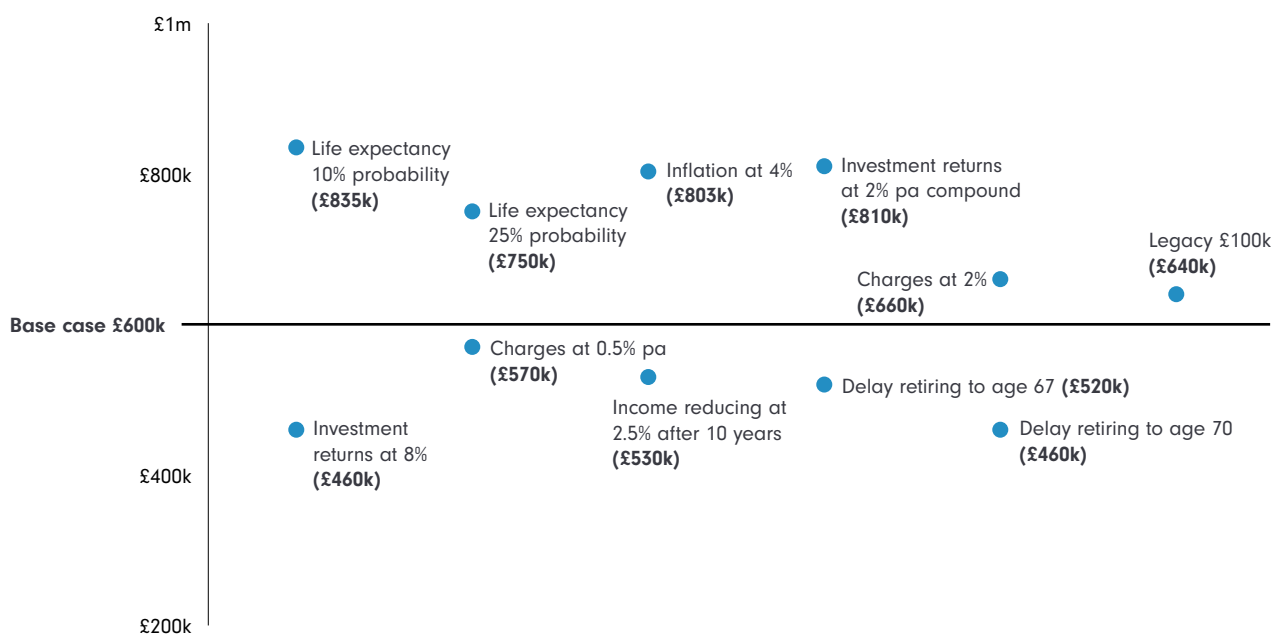 £1m
Life expectancy
10% probability
(£835k)
£800k
Life expectancy
25% probability
(£750k)
Inflation at 4%
(£803k)
Investment returns
at 2% pa compound
(£810k)
Charges at 2%
(£660k)
Legacy £100k
(£640k)
Base case £600k
Charges at 0.5% pa
(£570k)
Income reducing at
2.5% after 10 years
(£530k)
Delay retiring to age 67 (£520k)
Investment
returns at 8%
(£460k)
Delay retiring to age 70
(£460k)
£400k
£200k